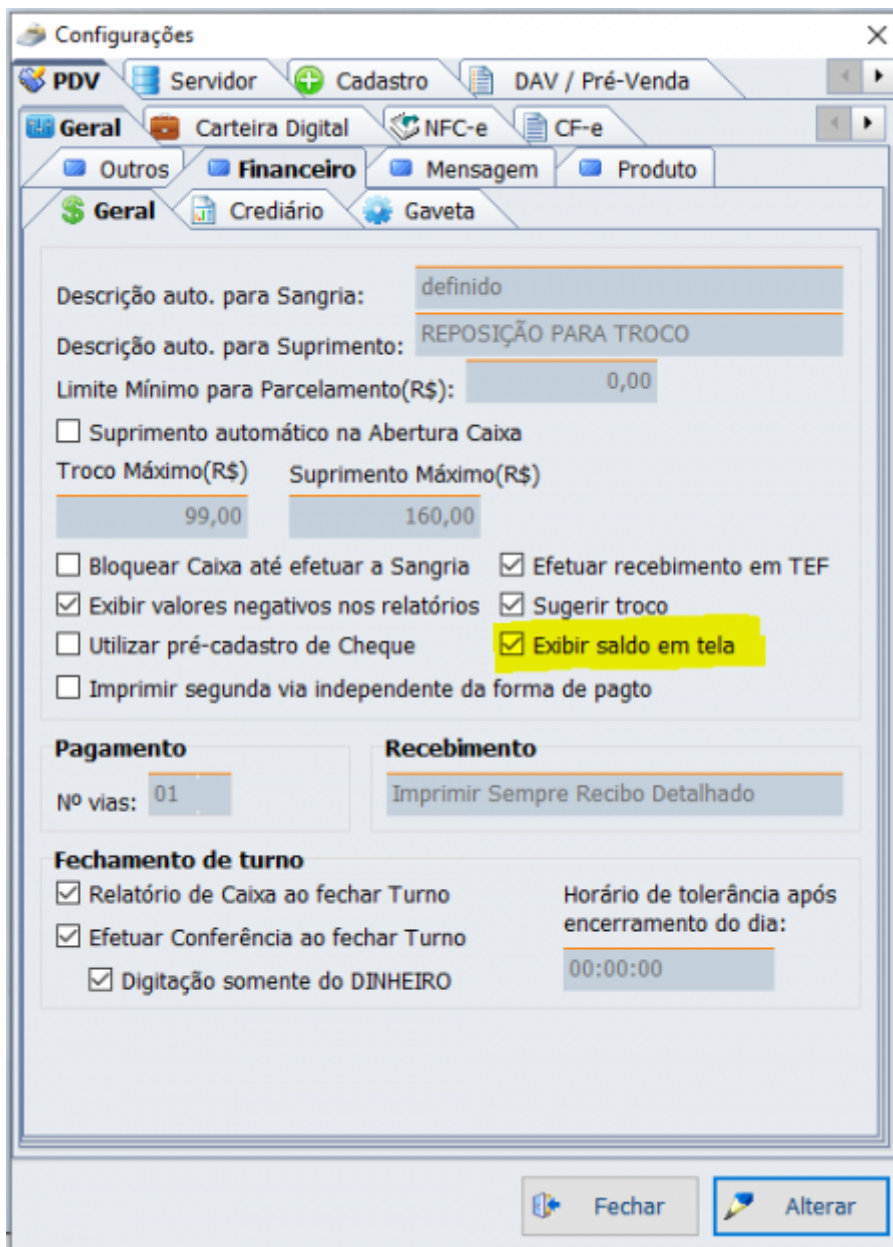 Configurações
PDV Servidor Cadastro DAV / Pré-Venda
Geral Carteira Digital NFC-e CF-e
Outros Financeiro Mensagem Produto
Geral Crediário Gaveta
Descrição auto. para Sangria: definido
Descrição auto. para Suprimento: REPOSIÇÃO PARA TROCO
Limite Mínimo para Parcelamento(R$): 0,00
Suprimento automático na Abertura Caixa
Troco Máximo(R$) Suprimento Máximo(R$)
99,00 160,00
Bloquear Caixa até efetuar a Sangria Efetuar recebimento em TEF
Exibir valores negativos nos relatórios Sugerir troco
Utilizar pré-cadastro de Cheque Exibir saldo em tela
Imprimir segunda via independente da forma de pagto
Pagamento Recebimento
Nº vias: 01 Imprimir Sempre Recibo Detalhado
Fechamento de turno
Relatório de Caixa ao fechar Turno Horário de tolerância após
Efetuar Conferência ao fechar Turno encerramento do dia:
Digitação somente do DINHEIRO 00:00:00
Fechar Alterar